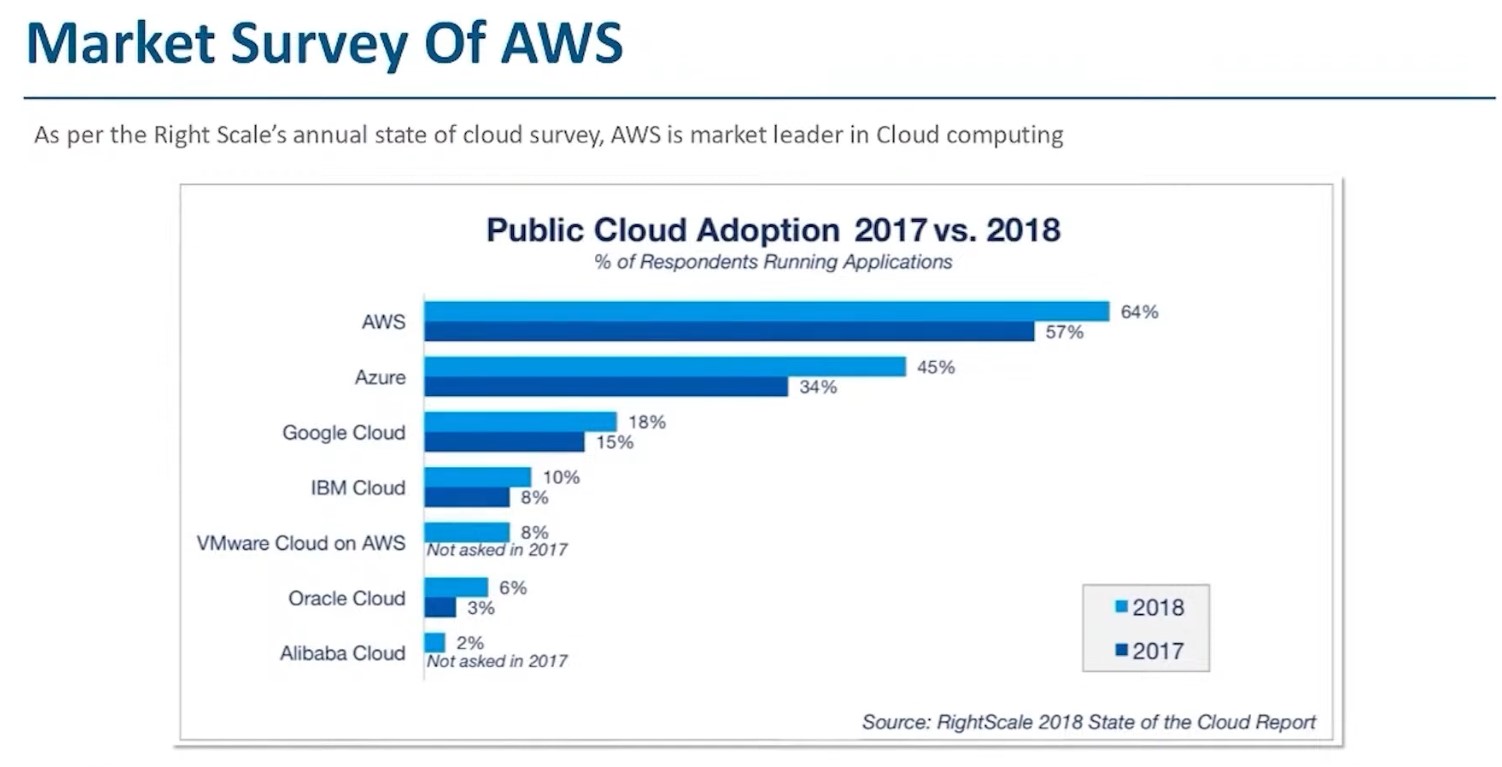 Market Survey Of AWS
As per the Right Scale's annual state of cloud survey, AWS is market leader in Cloud computing
Public Cloud Adoption 2017 vs. 2018
% of Respondents Running Applications
AWS
64%
57%
Azure
45%
34%
Google Cloud
18%
15%
IBM Cloud
10%
8%
VMware Cloud on AWS
8%
Not asked in 2017
Oracle Cloud
6%
3%
Alibaba Cloud
2%
Not asked in 2017
2018
2017
Source: RightScale 2018 State of the Cloud Report